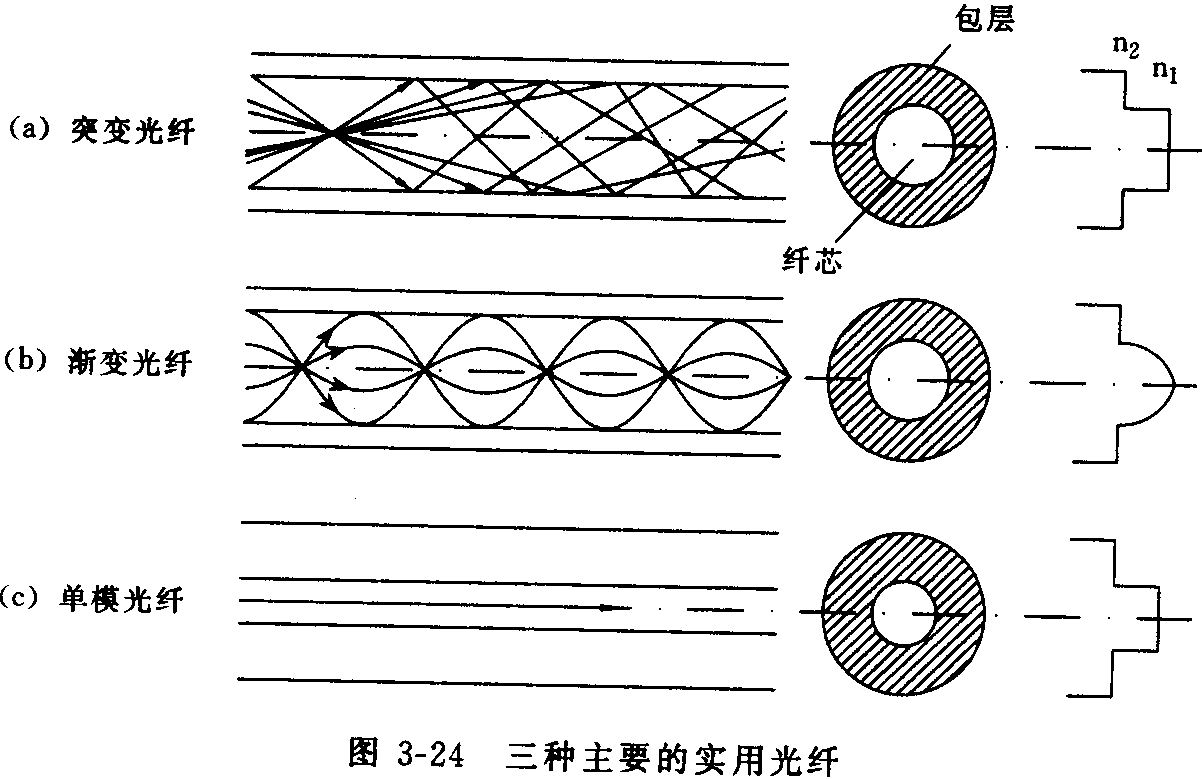 包层
n₂
n₁
(a) 突变光纤
纤芯
(b) 渐变光纤
(c) 单模光纤
图 3-24 三种主要的实用光纤